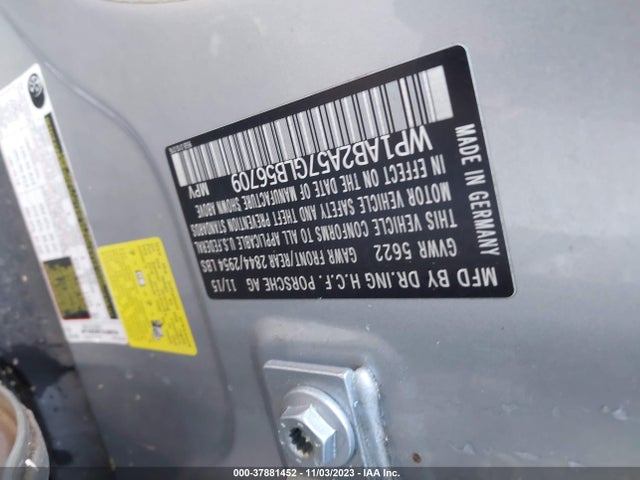 MFD BY DR.ING H.C.F. PORSCHE AG 11/15
GVWR 5622 GAWR FRONT/REAR 2844/2954 LBS
THIS VEHICLE CONFORMS TO ALL APPLICABLE U.S.FEDERAL
MOTOR VEHICLE SAFETY AND THEFT PREVENTION STANDARDS
IN EFFECT ON THE DATE OF MANUFACTURE SHOWN ABOVE
WP1AB2A57GLB56709 MPV
MADE IN GERMANY
000-37881452 - 11/03/2023 - IAA Inc.